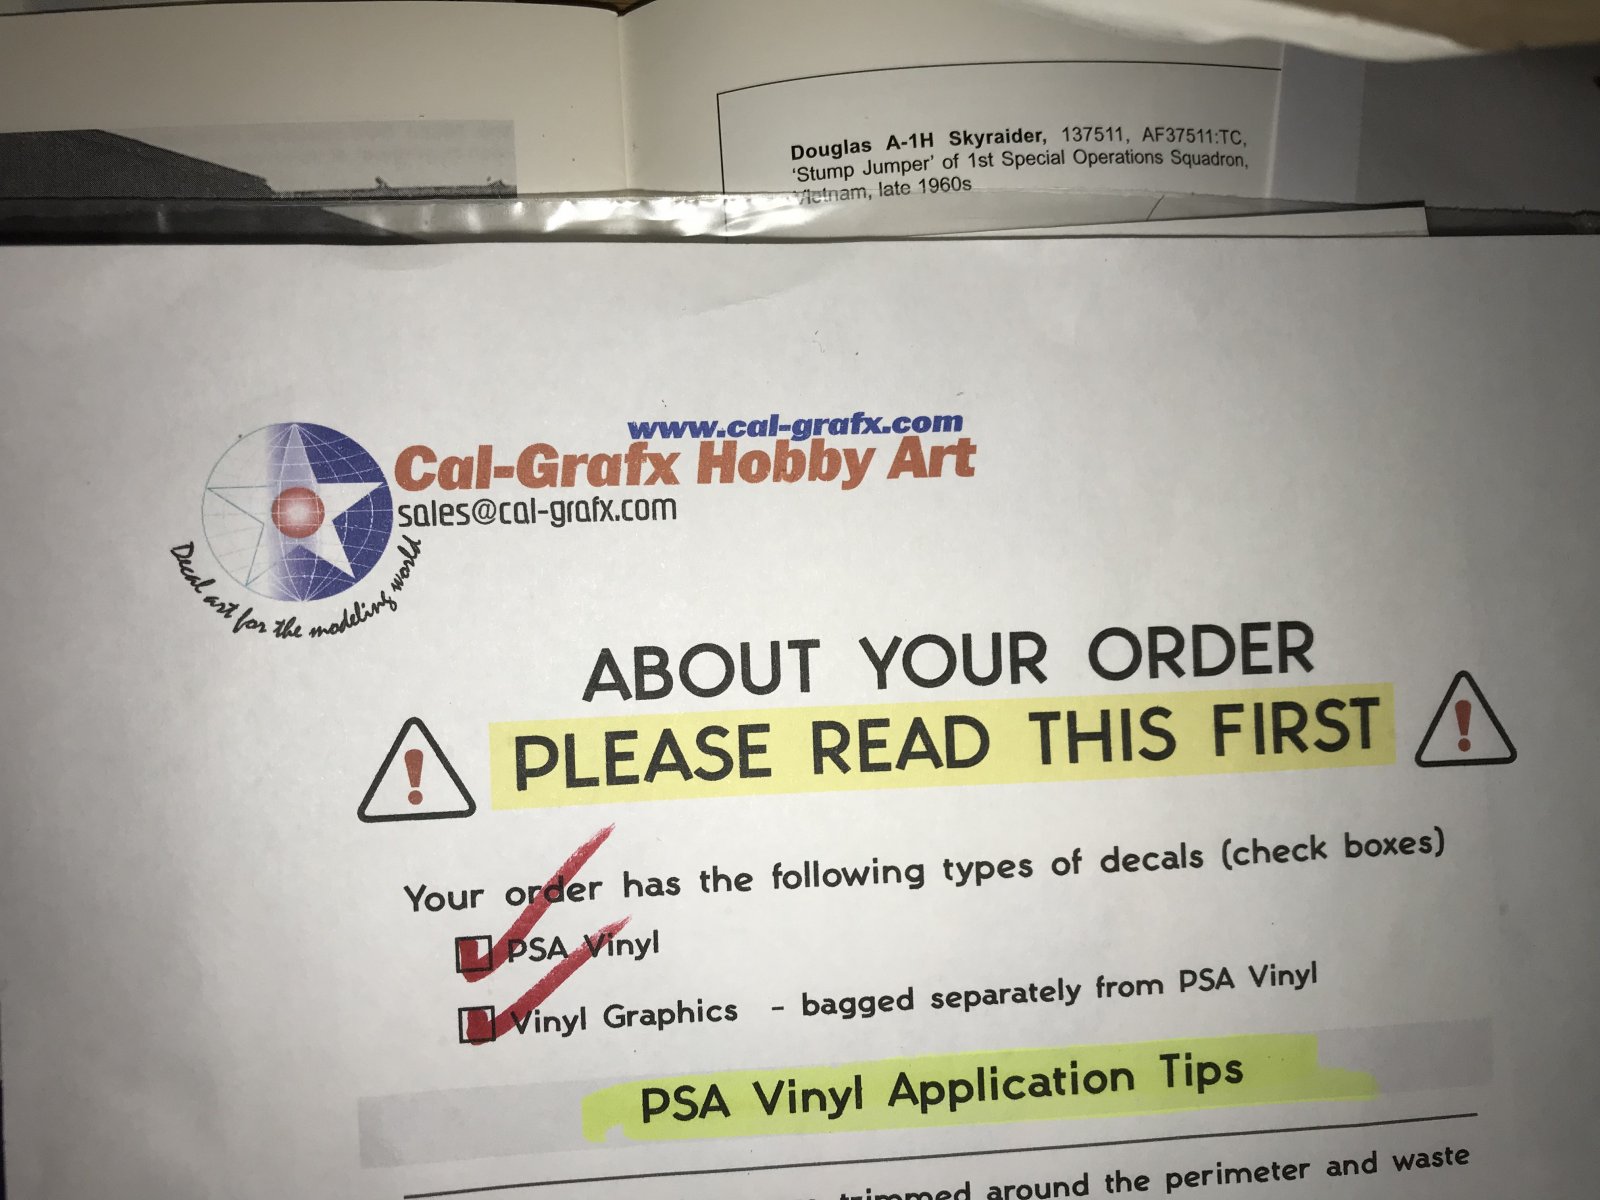 Douglas A-1H Skyraider, 137511, AF37511:TC,
'Stump Jumper' of 1st Special Operations Squadron,
Vietnam, late 1960s
www.cal-grafx.com
Cal-Grafx Hobby Art
sales@cal-grafx.com
Decal art for the modeling world
ABOUT YOUR ORDER
PLEASE READ THIS FIRST
Your order has the following types of decals (check boxes)
PSA Vinyl
Vinyl Graphics - bagged separately from PSA Vinyl
PSA Vinyl Application Tips
trimmed around the perimeter and waste